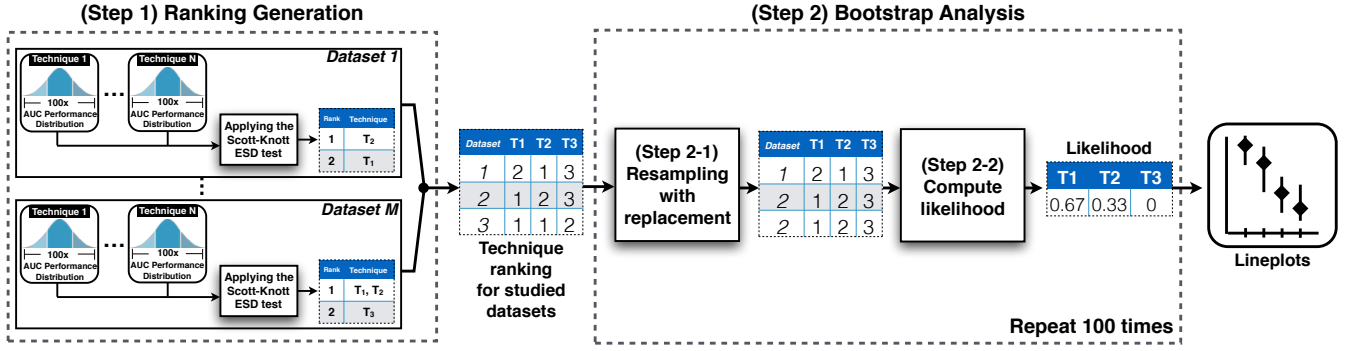 (Step 1) Ranking Generation
Dataset 1
Technique 1
Technique N
...
100x
100x
AUC Performance
Distribution
AUC Performance
Distribution
Applying the
Scott-Knott
ESD test
Rank Technique
1 T2
2 T1
Dataset M
Technique 1
Technique N
...
100x
100x
AUC Performance
Distribution
AUC Performance
Distribution
Applying the
Scott-Knott
ESD test
Rank Technique
1 T1, T2
2 T3
Dataset T1 T2 T3
1 2 1 3
2 1 2 3
3 1 1 2
Technique
ranking
for studied
datasets
(Step 2) Bootstrap Analysis
(Step 2-1)
Resampling
with
replacement
Dataset T1 T2 T3
1 2 1 3
2 1 2 3
2 1 2 3
(Step 2-2)
Compute
likelihood
Likelihood
T1 T2 T3
0.67 0.33 0
Repeat 100 times
Lineplots